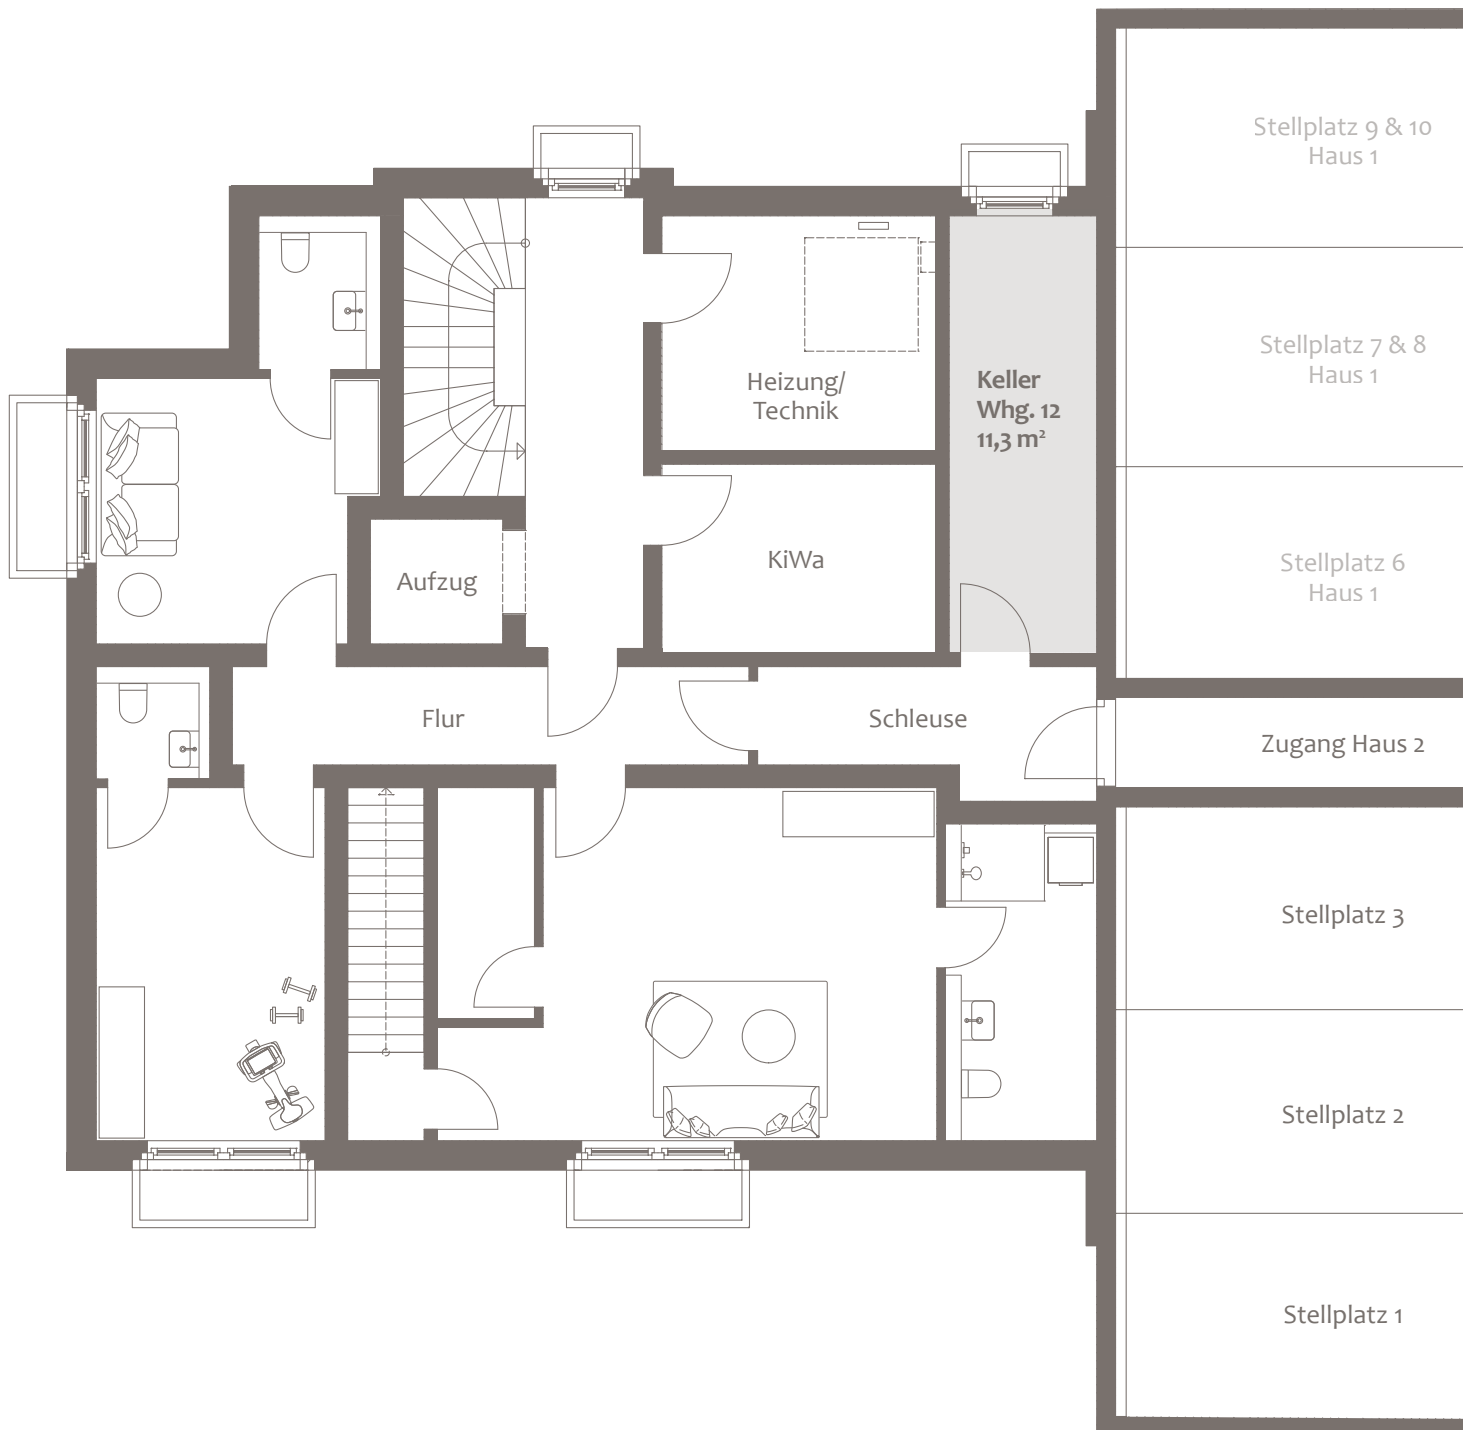 Stellplatz 9 & 10
Haus 1
Stellplatz 7 & 8
Haus 1
Heizung/
Technik
Keller
Whg. 12
11,3 m²
Stellplatz 6
Haus 1
KiWa
Aufzug
Flur
Schleuse
Zugang Haus 2
Stellplatz 3
Stellplatz 2
Stellplatz 1